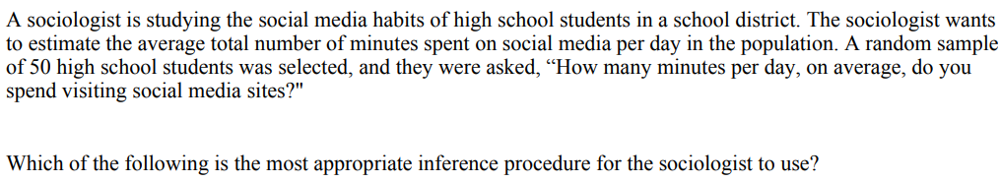 A sociologist is studying the social media habits of high school students in a school district. The sociologist wants
to estimate the average total number of minutes spent on social media per day in the population. A random sample
of 50 high school students was selected, and they were asked, “How many minutes per day, on average, do you
spend visiting social media sites?"
Which of the following is the most appropriate inference procedure for the sociologist to use?